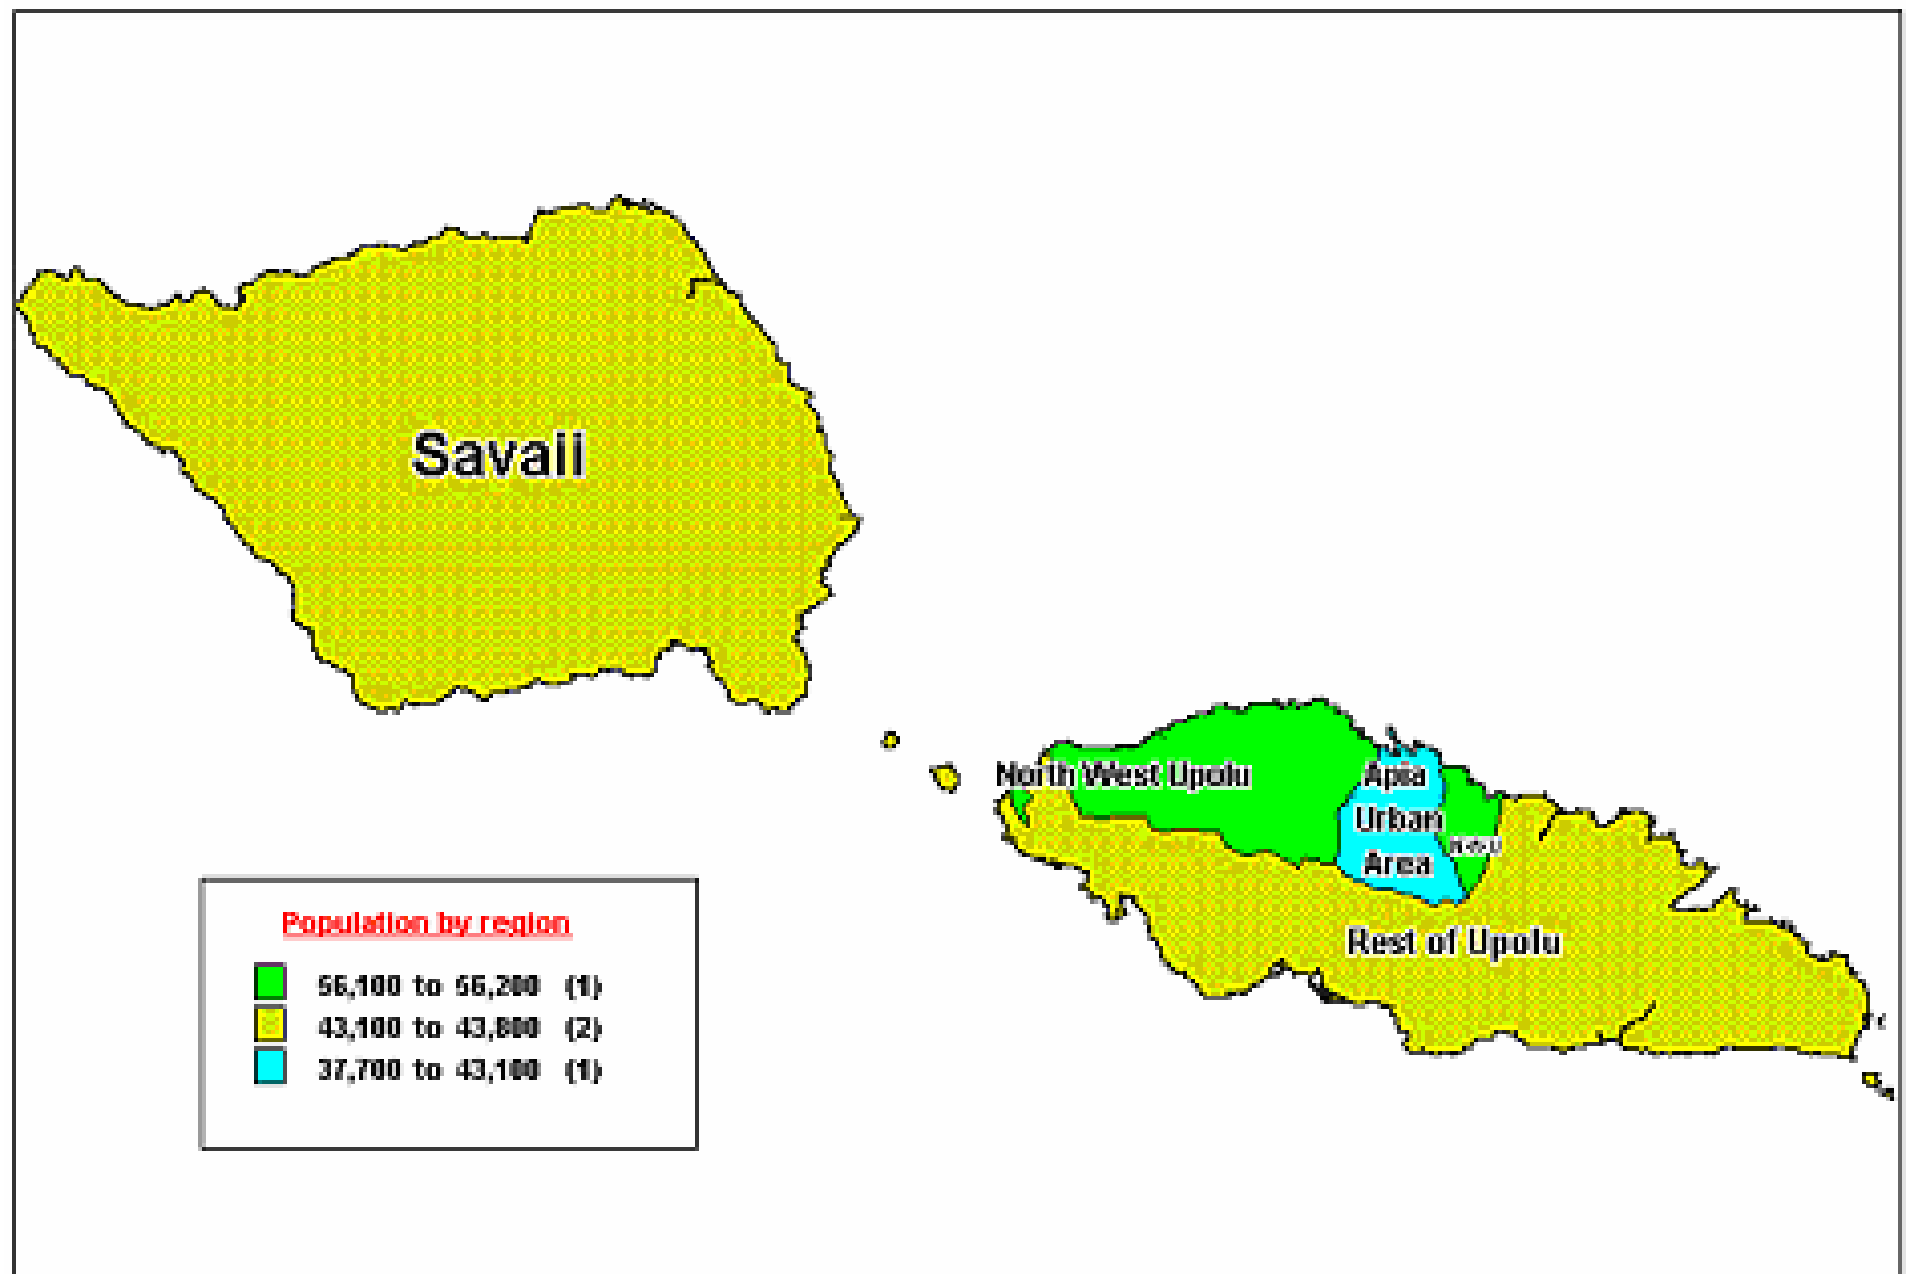 Savaii
North West Upolu
Apia
Urban
Area
N W U
Rest of Upolu
Population by region
56,100 to 56,200 (1)
43,100 to 43,800 (2)
37,700 to 43,100 (1)